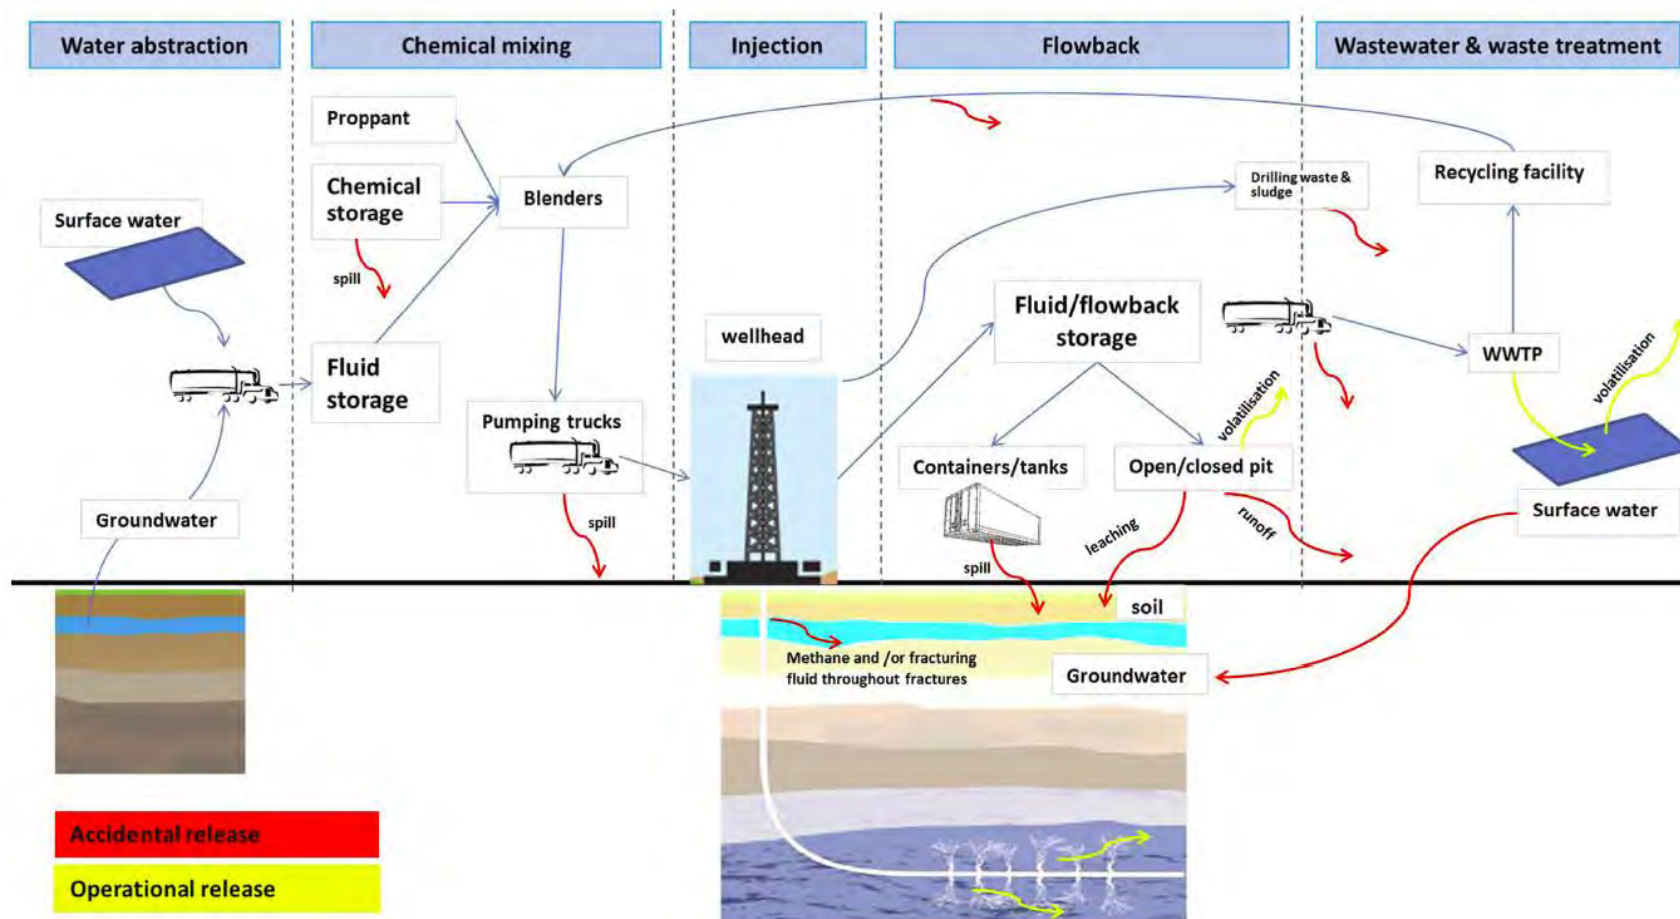 Water abstraction
Chemical mixing
Injection
Flowback
Wastewater & waste treatment
Proppant
Chemical
storage
spill
Blenders
Surface water
Fluid
storage
Pumping trucks
spill
Groundwater
wellhead
Drilling waste &
sludge
Fluid/flowback
storage
Containers/tanks
spill
Open/closed pit
volatilisation
leaching
runoff
Recycling facility
WWTP
volatilisation
Surface water
soil
Methane and /or fracturing
fluid throughout fractures
Groundwater
Accidental release
Operational release